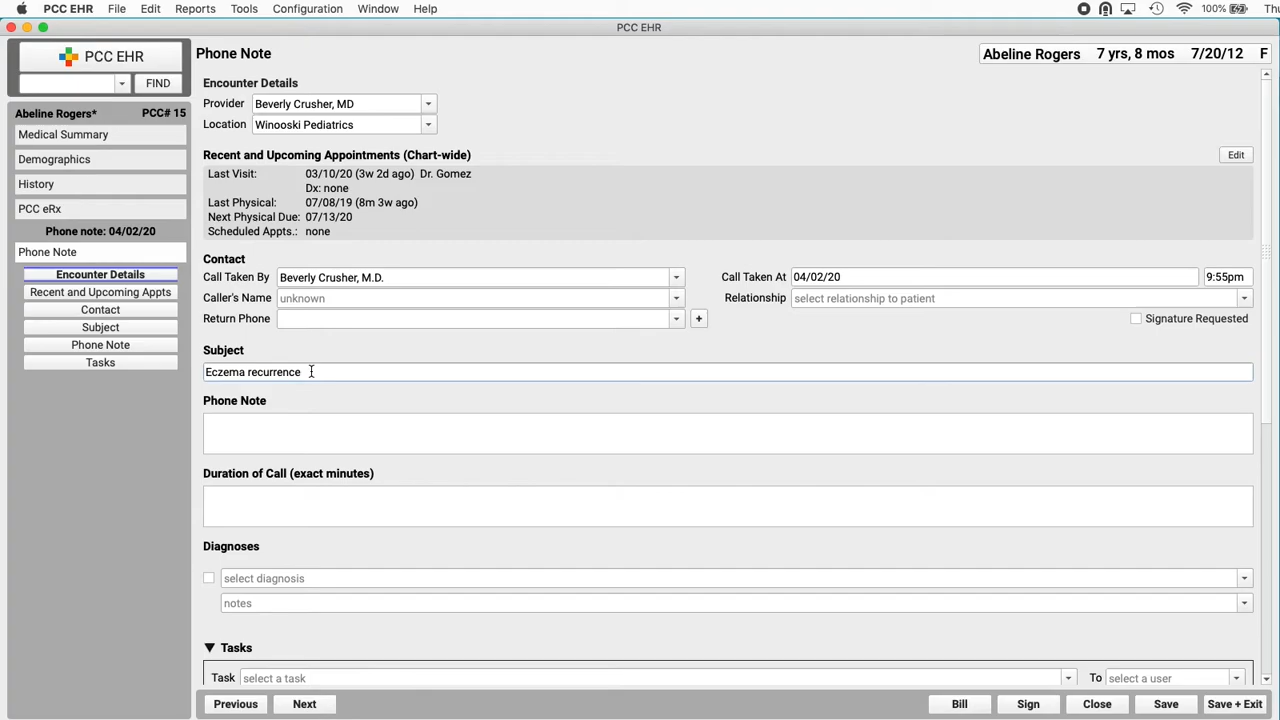 PCC EHR File Edit Reports Tools Configuration Window Help 100% Thu
PCC EHR
PCC EHR
FIND
Abeline Rogers* PCC# 15
Medical Summary
Demographics
History
PCC eRx
Phone note: 04/02/20
Phone Note
Encounter Details
Recent and Upcoming Appts
Contact
Subject
Phone Note
Tasks
Phone Note Abeline Rogers 7 yrs, 8 mos 7/20/12 F
Encounter Details
Provider Beverly Crusher, MD
Location Winooski Pediatrics
Recent and Upcoming Appointments (Chart-wide) Edit
Last Visit: 03/10/20 (3w 2d ago) Dr. Gomez
Dx: none
Last Physical: 07/08/19 (8m 3w ago)
Next Physical Due: 07/13/20
Scheduled Appts.: none
Contact
Call Taken By Beverly Crusher, M.D. Call Taken At 04/02/20 9:55pm
Caller's Name unknown Relationship select relationship to patient
Return Phone + Signature Requested
Subject
Eczema recurrence
Phone Note
Duration of Call (exact minutes)
Diagnoses
select diagnosis
notes
Tasks
Task select a task To select a user
Previous Next Bill Sign Close Save Save + Exit